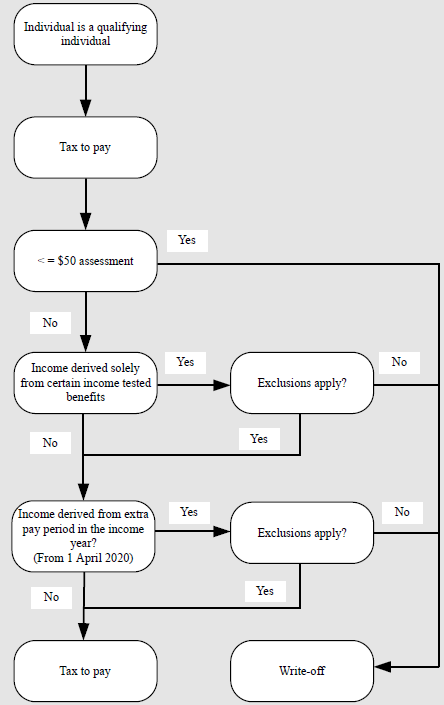 Individual is a qualifying
individual
Tax to pay
Yes
< = $50 assessment
No
Income derived solely
from certain income tested
benefits
Yes
Exclusions apply?
No
Yes
No
Income derived from extra
pay period in the income
year?
(From 1 April 2020)
Yes
Exclusions apply?
No
Yes
No
Tax to pay
Write-off